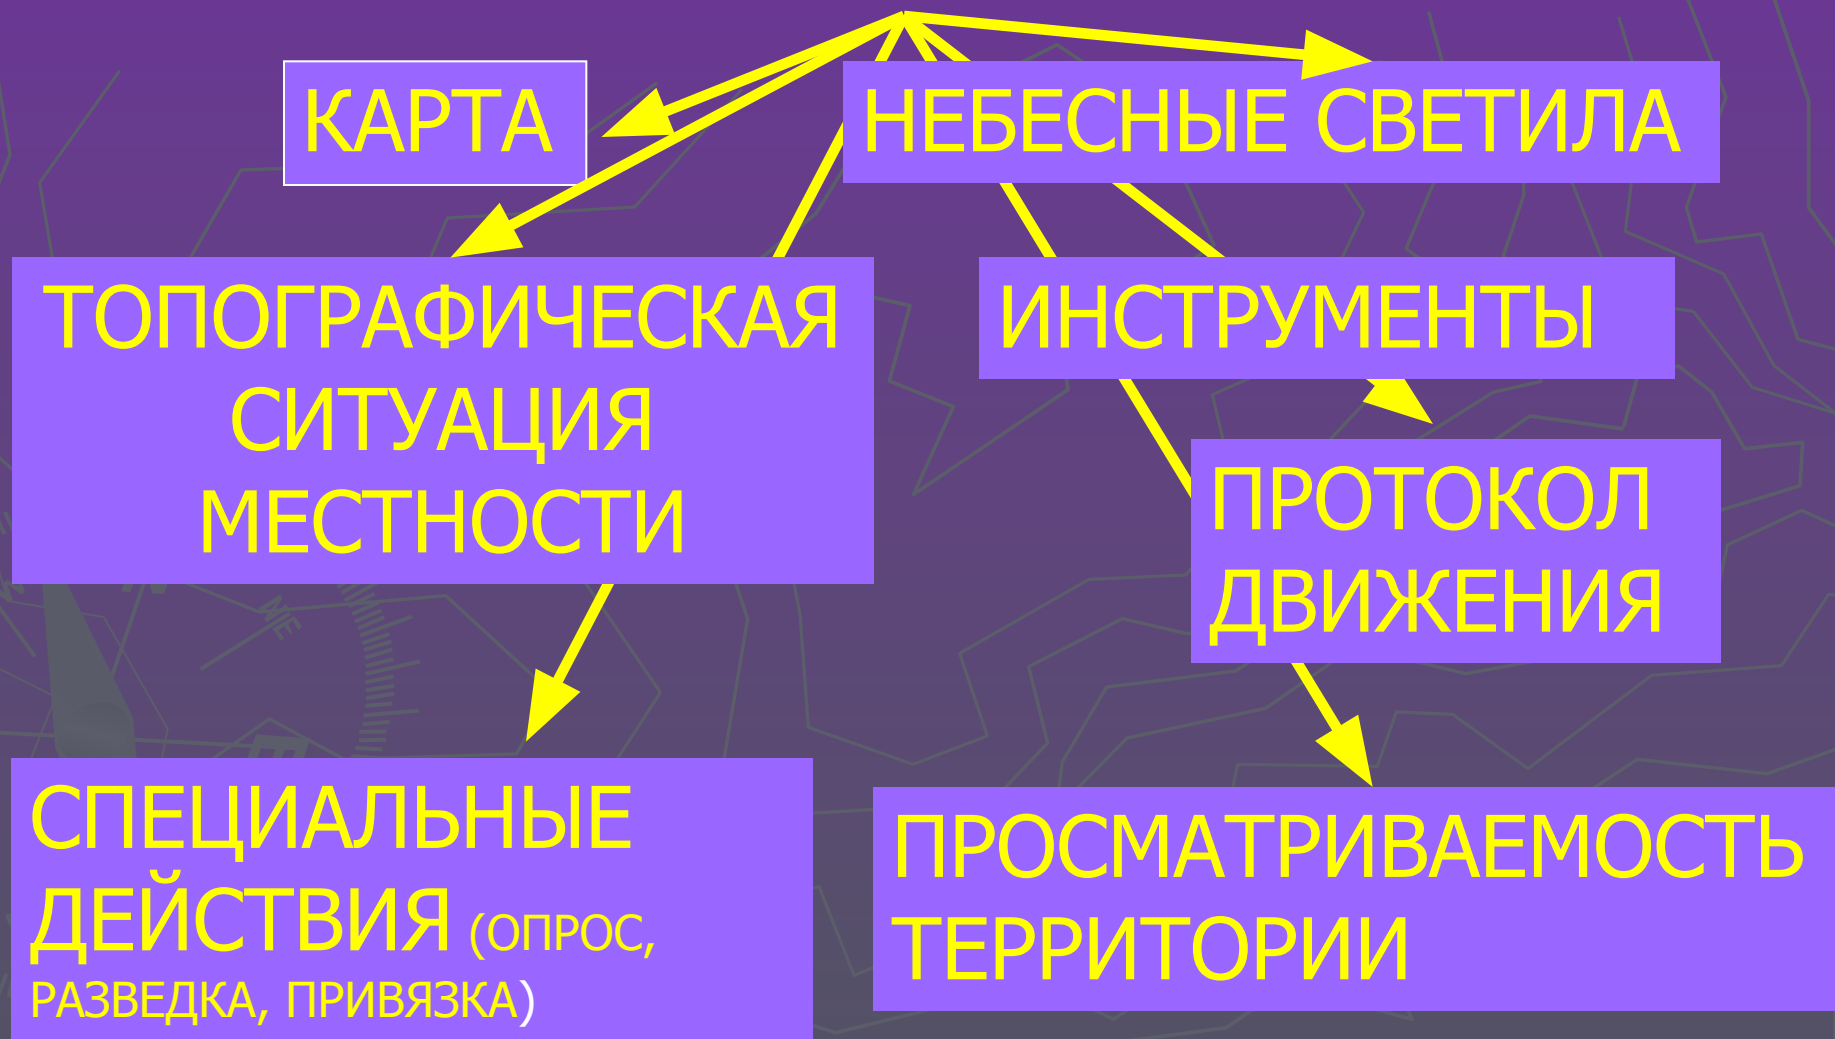 КАРТА
НЕБЕСНЫЕ СВЕТИЛА
ТОПОГРАФИЧЕСКАЯ
СИТУАЦИЯ
МЕСТНОСТИ
ИНСТРУМЕНТЫ
ПРОТОКОЛ
ДВИЖЕНИЯ
СПЕЦИАЛЬНЫЕ
ДЕЙСТВИЯ (ОПРОС,
РАЗВЕДКА, ПРИВЯЗКА)
ПРОСМАТРИВАЕМОСТЬ
ТЕРРИТОРИИ